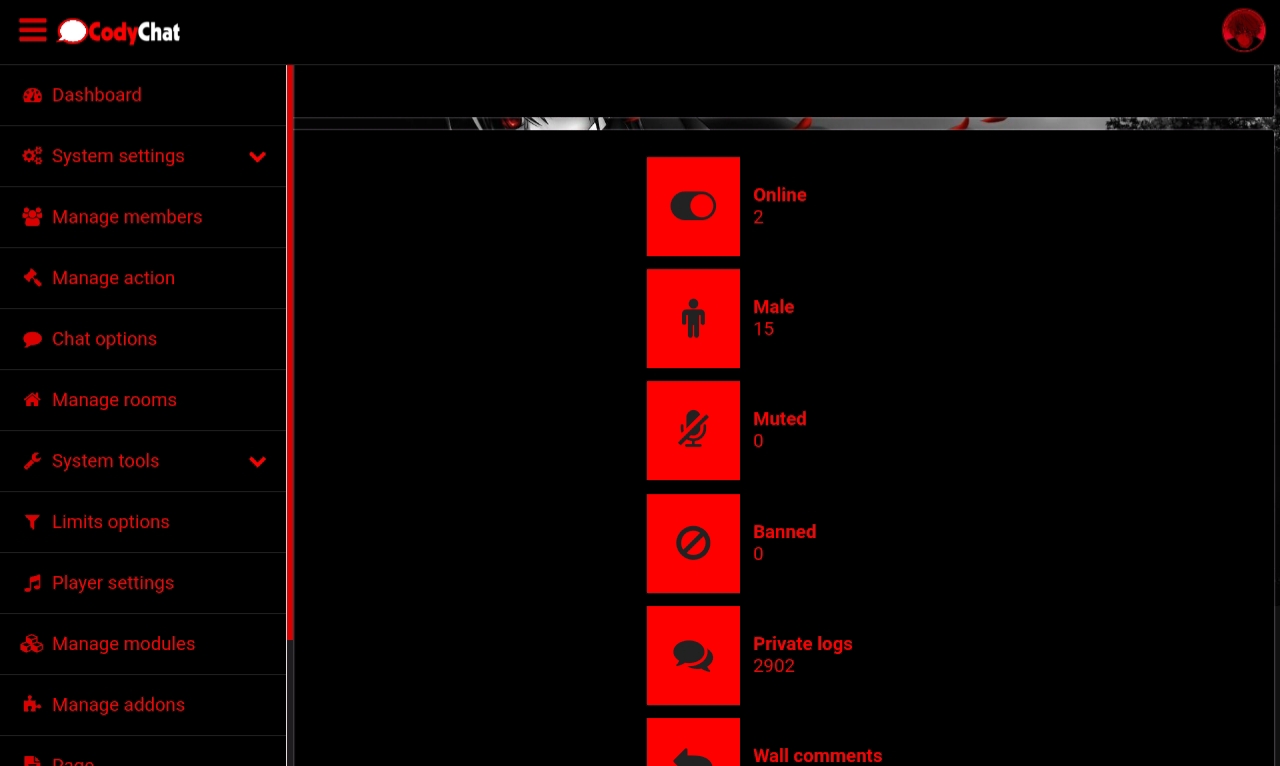 CodyChat
Dashboard
System settings
Manage members
Manage action
Chat options
Manage rooms
System tools
Limits options
Player settings
Manage modules
Manage addons
Page
Online
2
Male
15
Muted
0
Banned
0
Private logs
2902
Wall comments